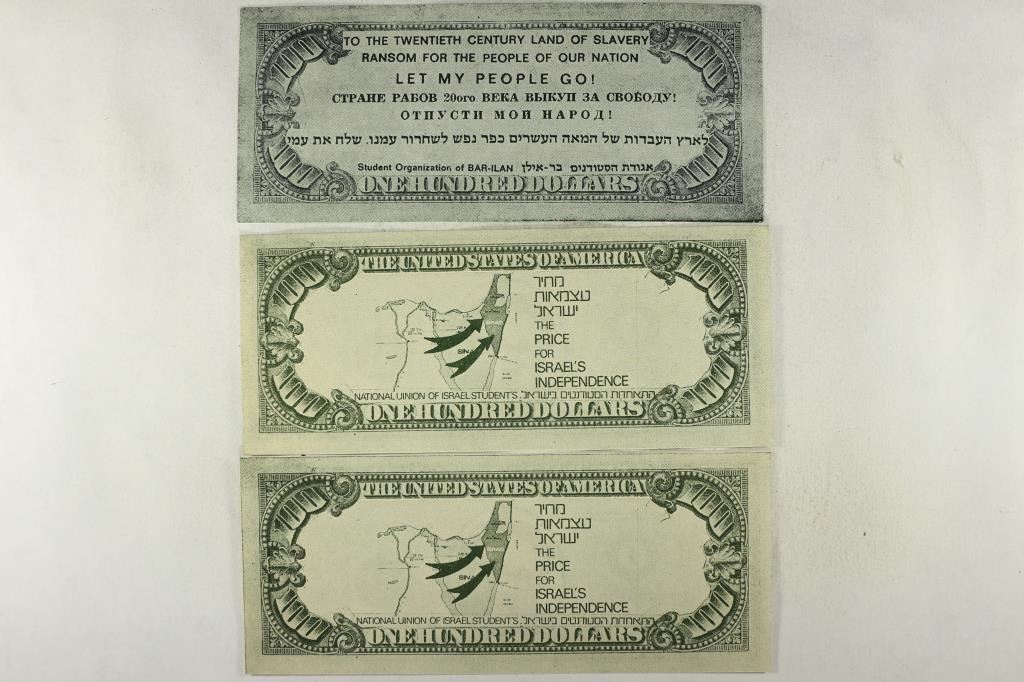 TO THE TWENTIETH CENTURY LAND OF SLAVERY
RANSOM FOR THE PEOPLE OF OUR NATION
LET MY PEOPLE GO!
СТРАНЕ РАБОВ 20ого ВЕКА ВЫКУП ЗА СВОБОДУ!
ОТПУСТИ МОЙ НАРОД!
לארץ העבדות של המאה העשרים כפר נפש לשחרור עמנו. שלח את עמי
Student Organization of BAR-ILAN אגודת הסטודנטים בר-אילן
ONE HUNDRED DOLLARS
THE UNITED STATES OF AMERICA
מחיר
עצמאות
ישראל
THE
PRICE
FOR
ISRAEL'S
INDEPENDENCE
ISRAEL
SINAI
NATIONAL UINION OF ISRAEL STUDENT'S התאחדות הסטודנטים בישראל,
ONE HUNDRED DOLLARS
THE UNITED STATES OF AMERICA
מחיר
עצמאות
ישראל
THE
PRICE
FOR
ISRAEL'S
INDEPENDENCE
ISRAEL
SINAI
NATIONAL UINION OF ISRAEL STUDENT'S התאחדות הסטודנטים בישראל,
ONE HUNDRED DOLLARS